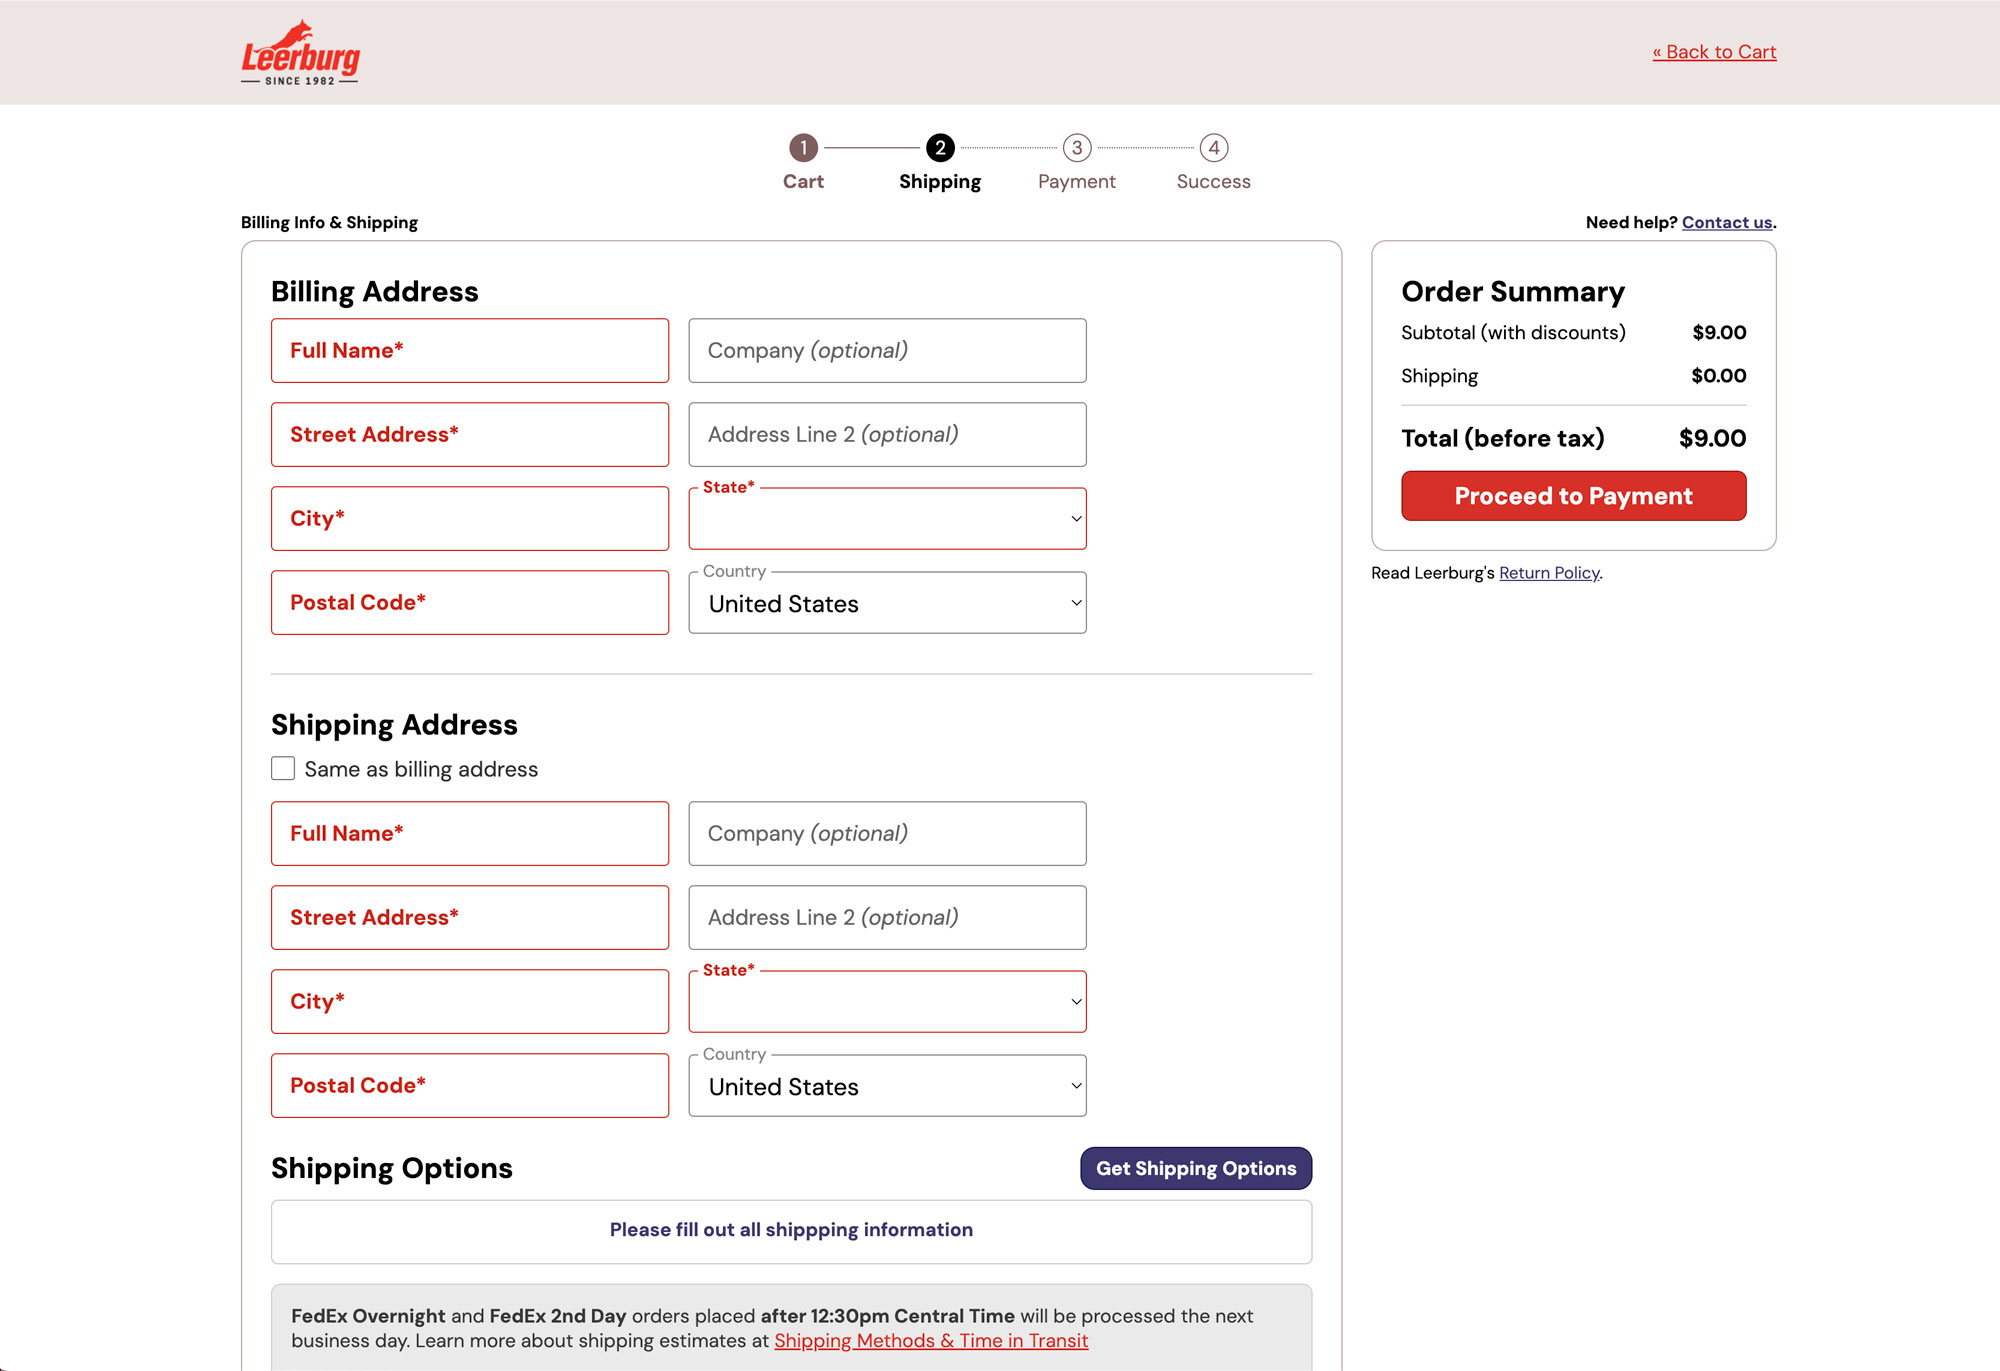 Leerburg
SINCE 1982
« Back to Cart
1 2 3 4
Cart Shipping Payment Success
Billing Info & Shipping
Need help? Contact us.
Billing Address
Full Name*
Company (optional)
Street Address*
Address Line 2 (optional)
City*
State*
Postal Code*
Country
United States
Shipping Address
Same as billing address
Full Name*
Company (optional)
Street Address*
Address Line 2 (optional)
City*
State*
Postal Code*
Country
United States
Shipping Options
Get Shipping Options
Please fill out all shippping information
FedEx Overnight and FedEx 2nd Day orders placed after 12:30pm Central Time will be processed the next
business day. Learn more about shipping estimates at Shipping Methods & Time in Transit
Order Summary
Subtotal (with discounts) $9.00
Shipping $0.00
Total (before tax) $9.00
Proceed to Payment
Read Leerburg's Return Policy.